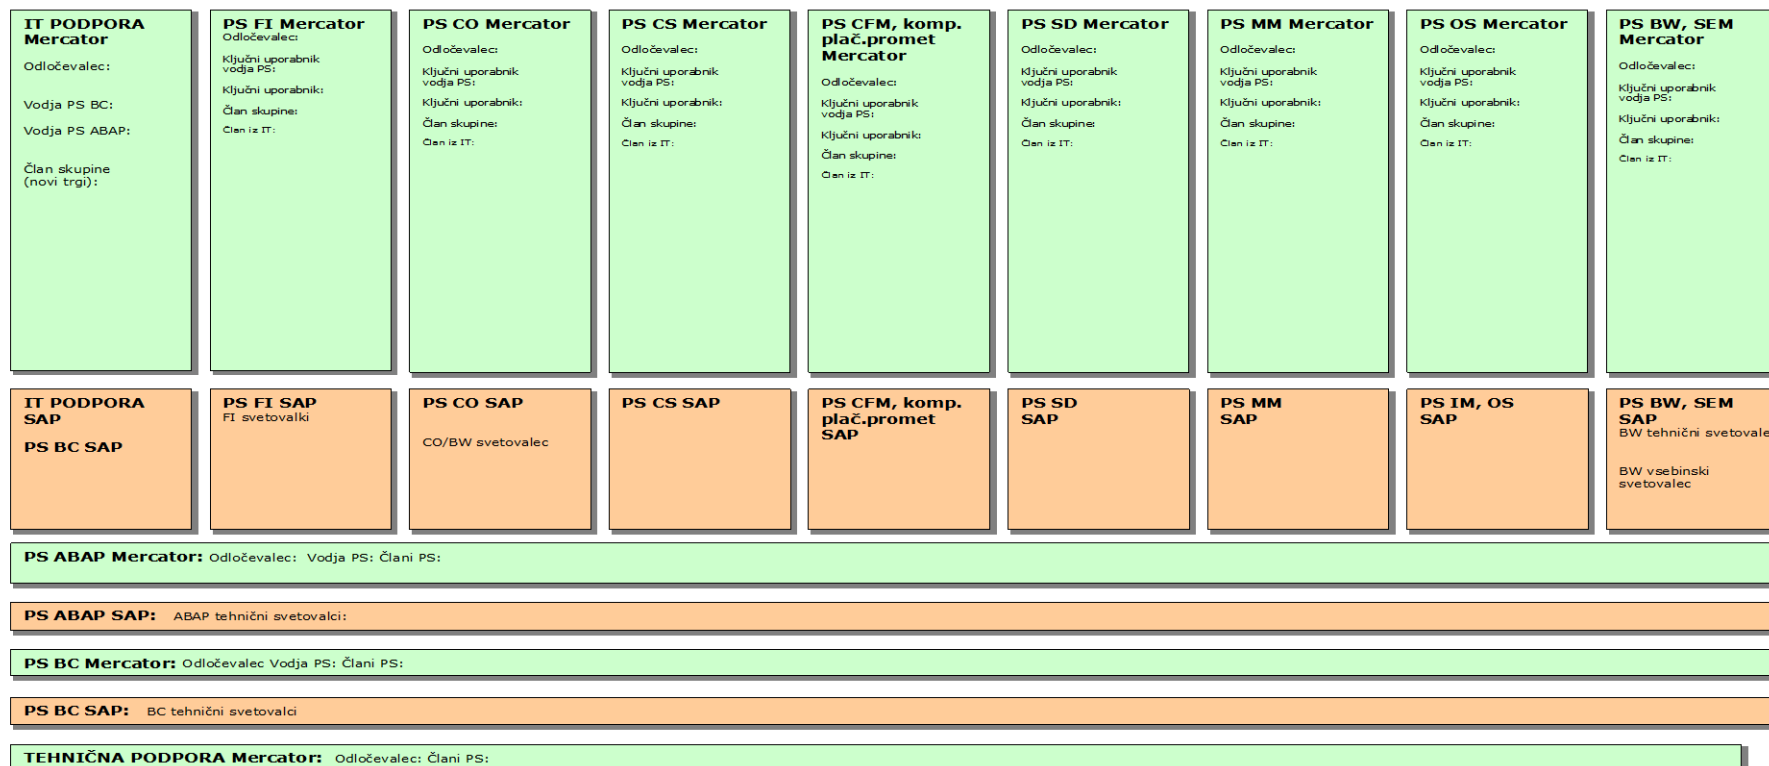 IT PODPORA
Mercator
Odločevalec:
Vodja PS BC:
Vodja PS ABAP:
Član skupine
(novi trgi):
PS FI Mercator
Odločevalec:
Ključni uporabnik
vodja PS:
Ključni uporabnik:
Član skupine:
Član iz IT:
PS CO Mercator
Odločevalec:
Ključni uporabnik
vodja PS:
Ključni uporabnik:
Član skupine:
Član iz IT:
PS CS Mercator
Odločevalec:
Ključni uporabnik
vodja PS:
Ključni uporabnik:
Član skupine:
Član iz IT:
PS CFM, komp.
plač.promet
Mercator
Odločevalec:
Ključni uporabnik
vodja PS:
Ključni uporabnik:
Član skupine:
Član iz IT:
PS SD Mercator
Odločevalec:
Ključni uporabnik
vodja PS:
Ključni uporabnik:
Član skupine:
Član iz IT:
PS MM Mercator
Odločevalec:
Ključni uporabnik
vodja PS:
Ključni uporabnik:
Član skupine:
Član iz IT:
PS OS Mercator
Odločevalec:
Ključni uporabnik
vodja PS:
Ključni uporabnik:
Član skupine:
Član iz IT:
PS BW, SEM
Mercator
Odločevalec:
Ključni uporabnik
vodja PS:
Ključni uporabnik:
Član skupine:
Član iz IT:
IT PODPORA
SAP
PS BC SAP
PS FI SAP
FI svetovalki
PS CO SAP
CO/BW svetovalec
PS CS SAP
PS CFM, komp.
plač.promet
SAP
PS SD
SAP
PS MM
SAP
PS IM, OS
SAP
PS BW, SEM
SAP
BW tehnični svetovale
BW vsebinski
svetovalec
PS ABAP Mercator: Odločevalec: Vodja PS: Člani PS:
PS ABAP SAP: ABAP tehnični svetovalci:
PS BC Mercator: Odločevalec Vodja PS: Člani PS:
PS BC SAP: BC tehnični svetovalci
TEHNIČNA PODPORA Mercator: Odločevalec: Člani PS: